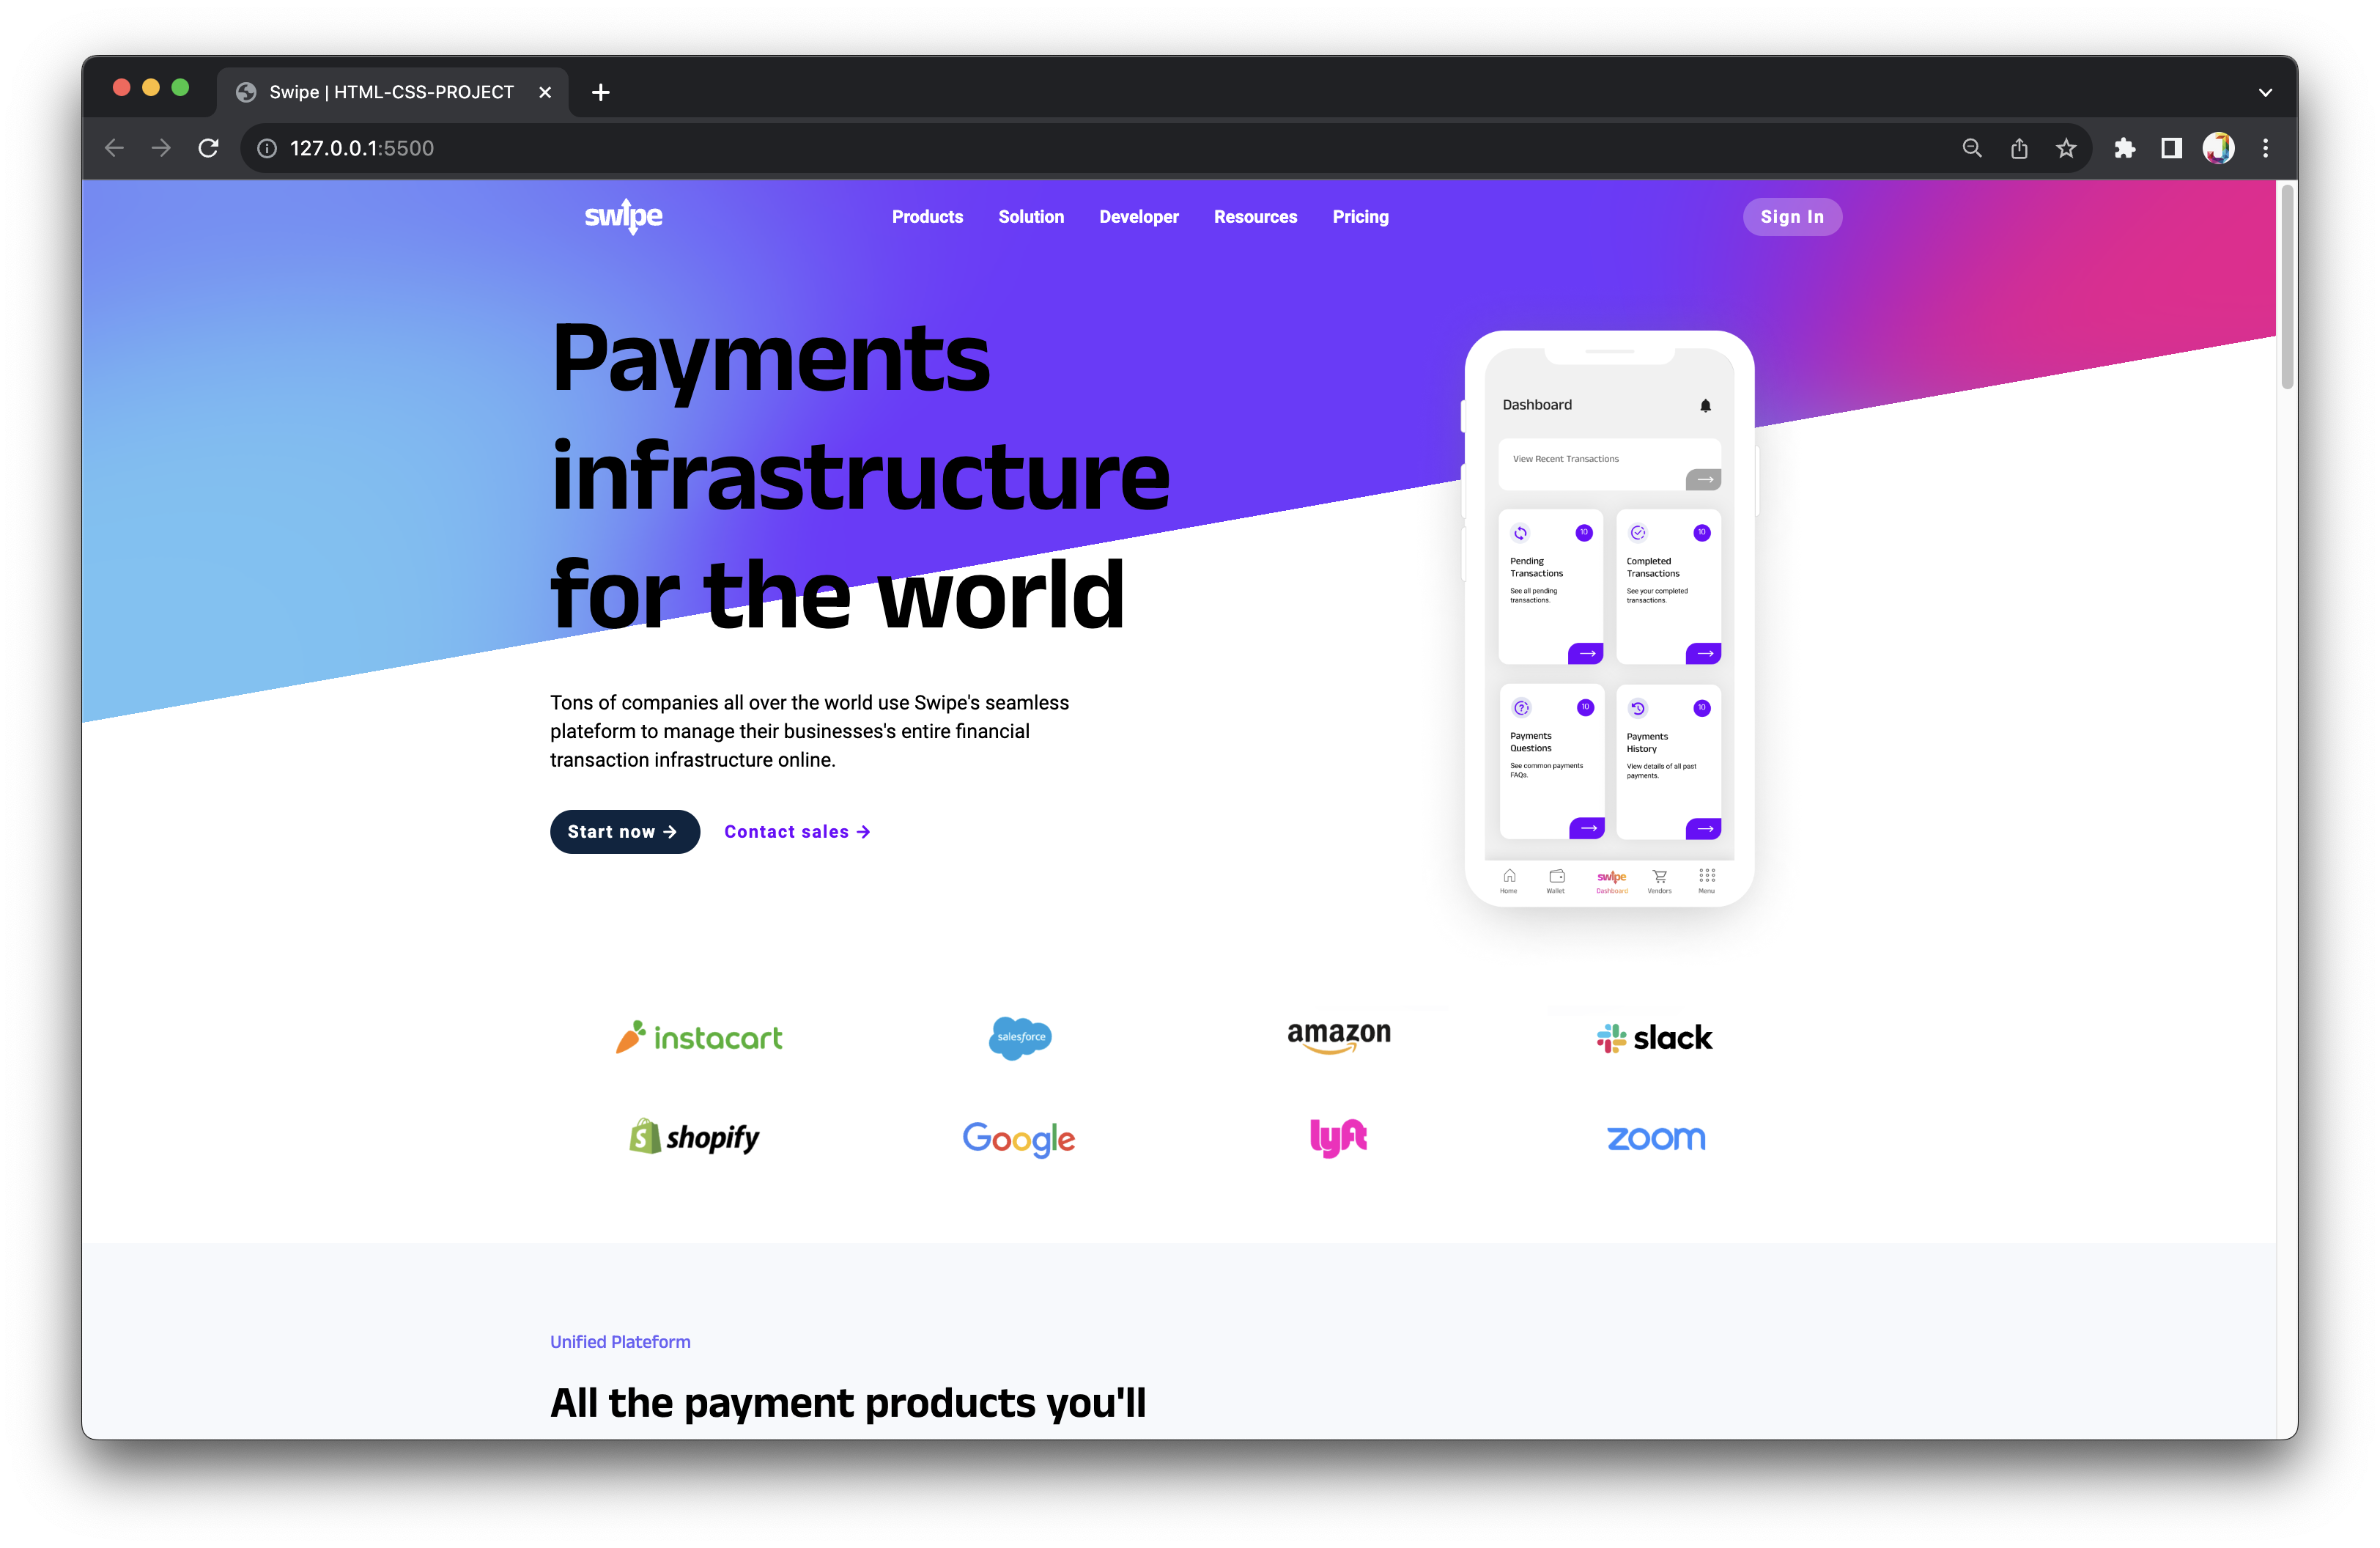 Swipe | HTML-CSS-PROJECT
127.0.0.1:5500
swipe
Products Solution Developer Resources Pricing
Sign In
Payments
infrastructure
for the world
Tons of companies all over the world use Swipe's seamless
plateform to manage their businesses's entire financial
transaction infrastructure online.
Start now →
Contact sales →
Dashboard
View Recent Transactions
10
Pending
Transactions
See all pending
transactions.
10
Completed
Transactions
See your completed
transactions.
10
Payments
Questions
See common payments
FAQs.
10
Payments
History
View details of all past
payments.
Home
Wallet
swipe
Dashboard
Vendors
Menu
instacart
salesforce
amazon
slack
shopify
Google
lyft
zoom
Unified Plateform
All the payment products you'll